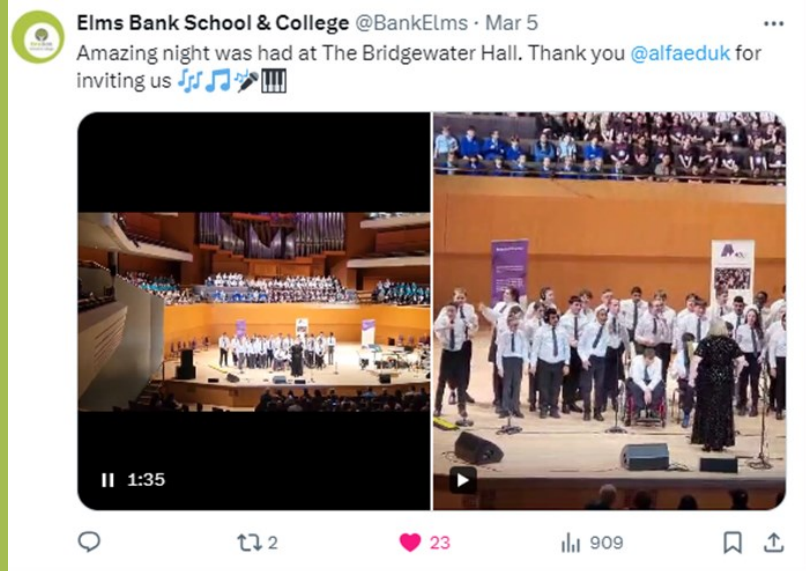 Elms Bank School & College @BankElms · Mar 5
Amazing night was had at The Bridgewater Hall. Thank you @alfaeduk for
inviting us 🎶🎵🎤🎹
1:35
2
23
909